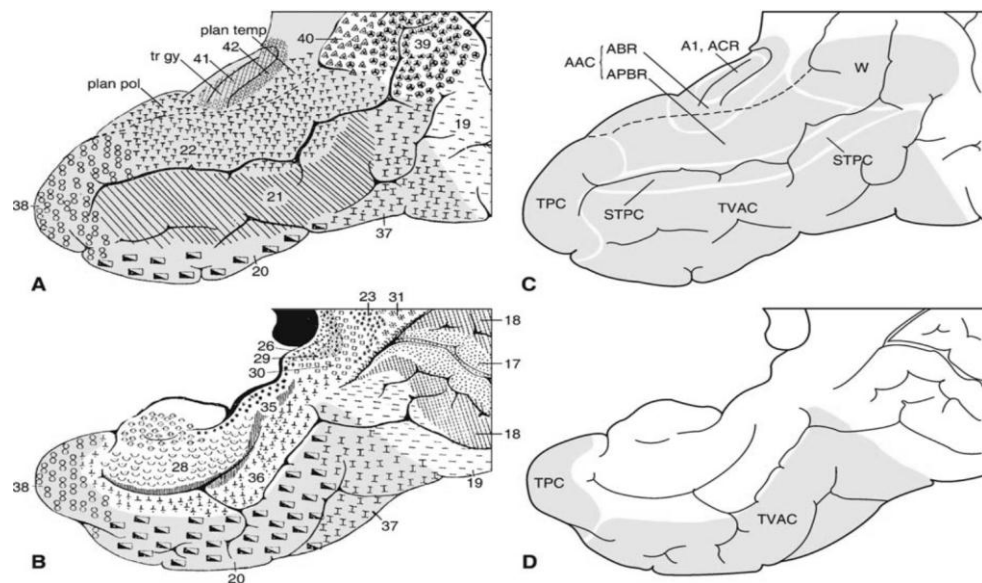 plan temp
42
41
tr gy
plan pol
40
39
19
22
21
38
37
20
A
AAC
ABR
APBR
A1, ACR
W
STPC
STPC
TPC
TVAC
C
23
31
18
17
26
29
30
35
18
28
36
19
38
37
20
B
TPC
TVAC
D